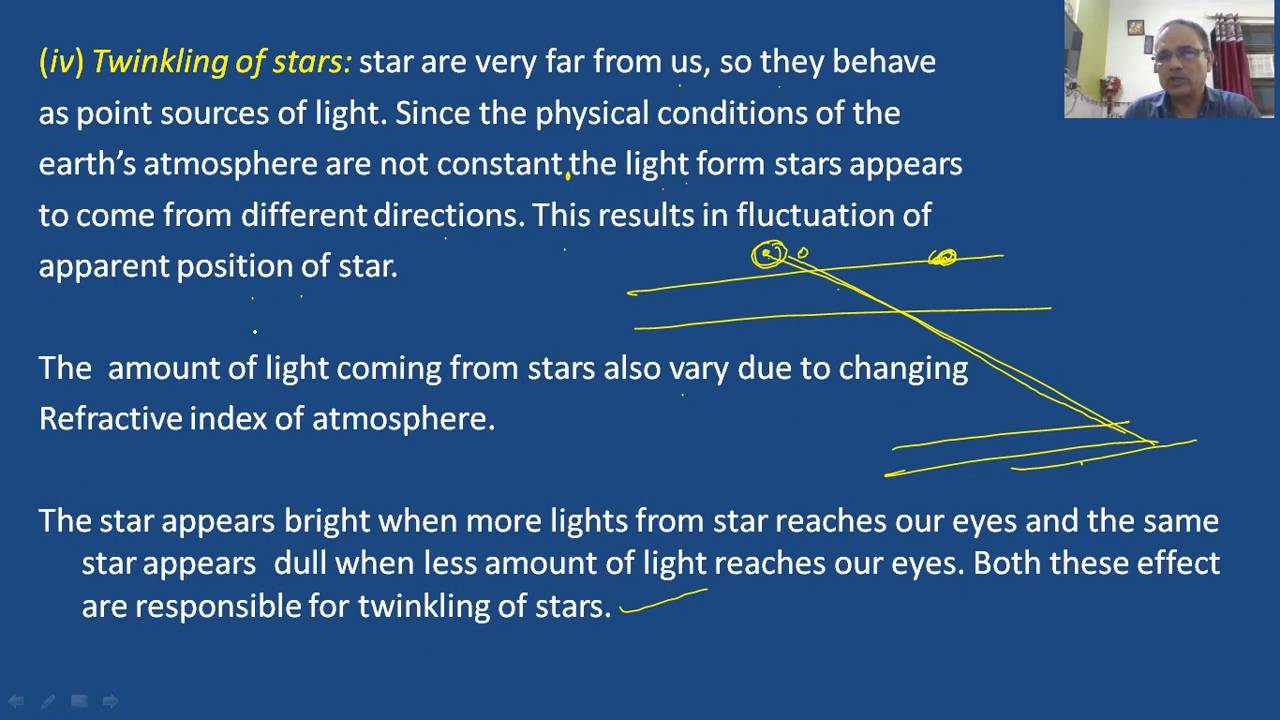 (iv) Twinkling of stars: star are very far from us, so they behave
as point sources of light. Since the physical conditions of the
earth's atmosphere are not constant,the light form stars appears
to come from different directions. This results in fluctuation of
apparent position of star.
The amount of light coming from stars also vary due to changing
Refractive index of atmosphere.
The star appears bright when more lights from star reaches our eyes and the same
star appears dull when less amount of light reaches our eyes. Both these effect
are responsible for twinkling of stars.